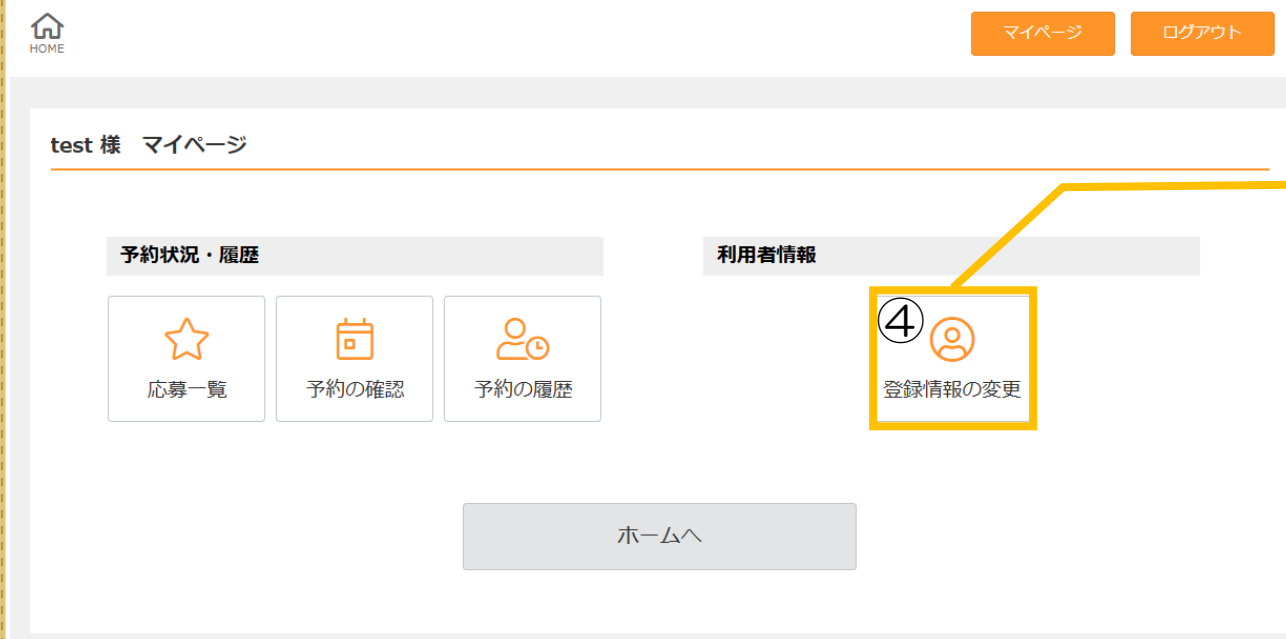 HOME
マイページ
ログアウト
test 様　マイページ
予約状況・履歴
利用者情報
④
応募一覧
予約の確認
予約の履歴
登録情報の変更
ホームへ